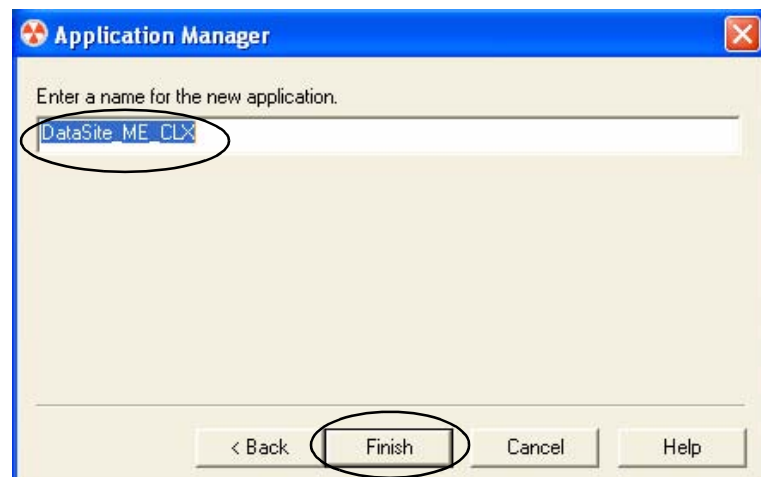 Application Manager
Enter a name for the new application.
DataSite_ME_CLX
< Back Finish Cancel Help